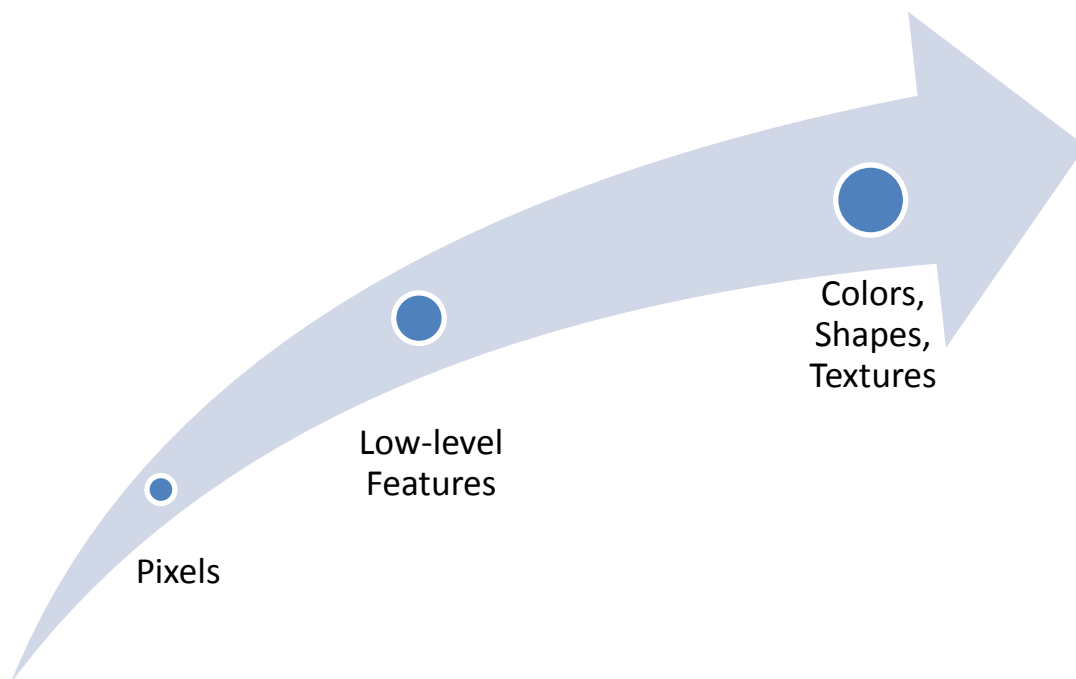 Pixels
Low-level
Features
Colors,
Shapes,
Textures